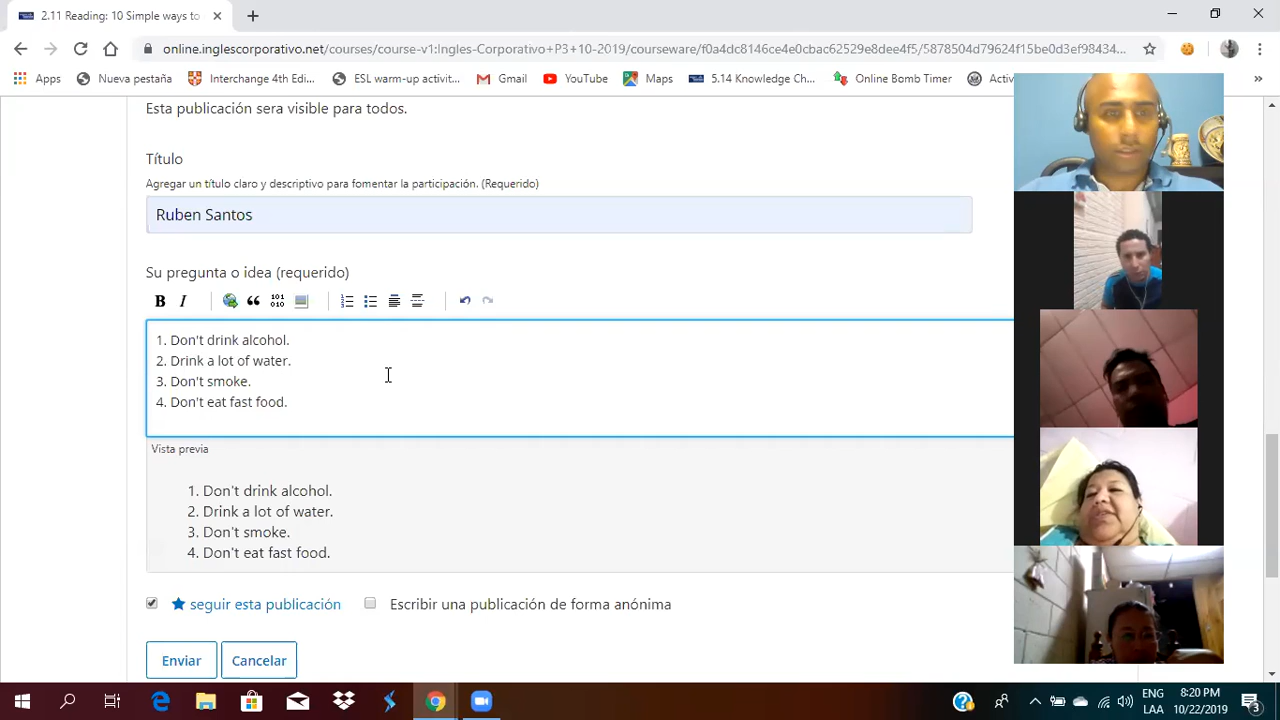 2.11 Reading: 10 Simple ways to
online.inglescorporativo.net/courses/course-v1:Ingles-Corporativo+P3+10-2019/courseware/f0a4dc8146ce4e0cbac62529e8dee4f5/5878504d79624f15be0d3ef98434...
Apps Nueva pestaña Interchange 4th Edi... ESL warm-up activit... Gmail YouTube Maps 5.14 Knowledge Ch... Online Bomb Timer Activ
Esta publicación sera visible para todos.
Título
Agregar un título claro y descriptivo para fomentar la participación. (Requerido)
Ruben Santos
Su pregunta o idea (requerido)
B I
1. Don't drink alcohol.
2. Drink a lot of water.
3. Don't smoke.
4. Don't eat fast food.
Vista previa
1. Don't drink alcohol.
2. Drink a lot of water.
3. Don't smoke.
4. Don't eat fast food.
seguir esta publicación Escribir una publicación de forma anónima
Enviar Cancelar
ENG 8:20 PM
LAA 10/22/2019 3